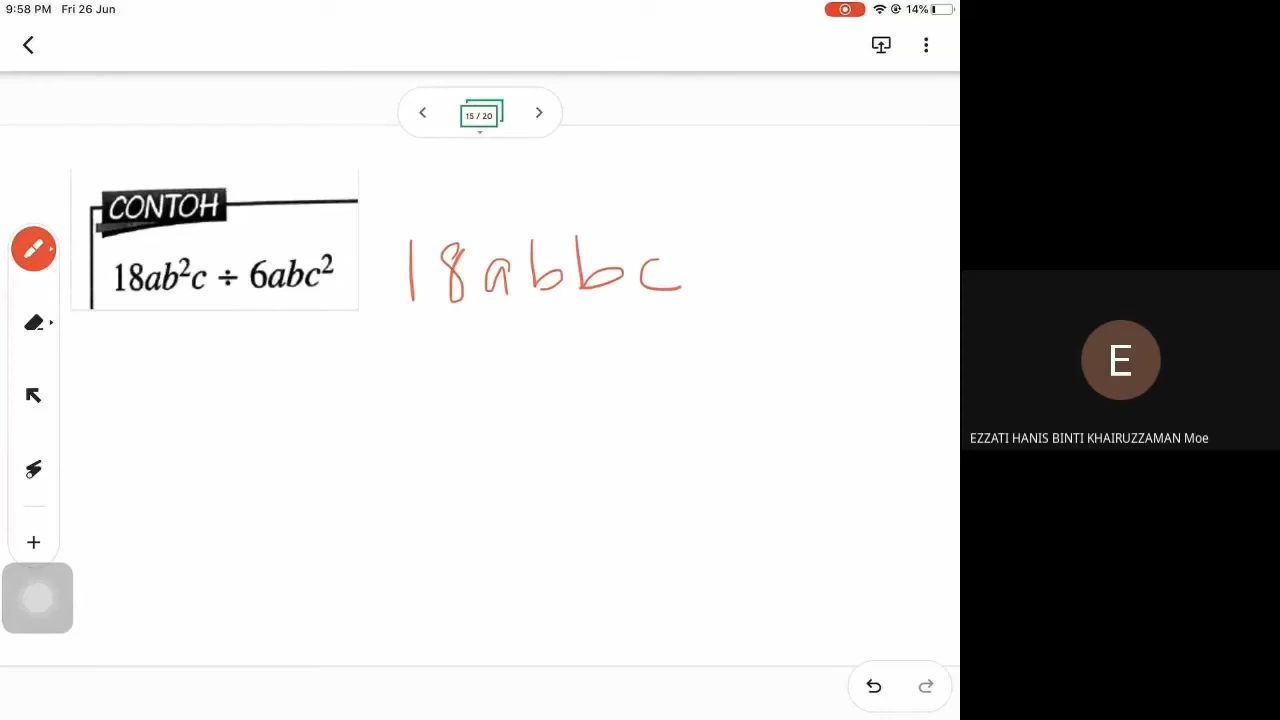 9:58 PM Fri 26 Jun 14%
15 / 20
CONTOH
18ab²c ÷ 6abc²
18abbc
E
EZZATI HANIS BINTI KHAIRUZZAMAN Moe